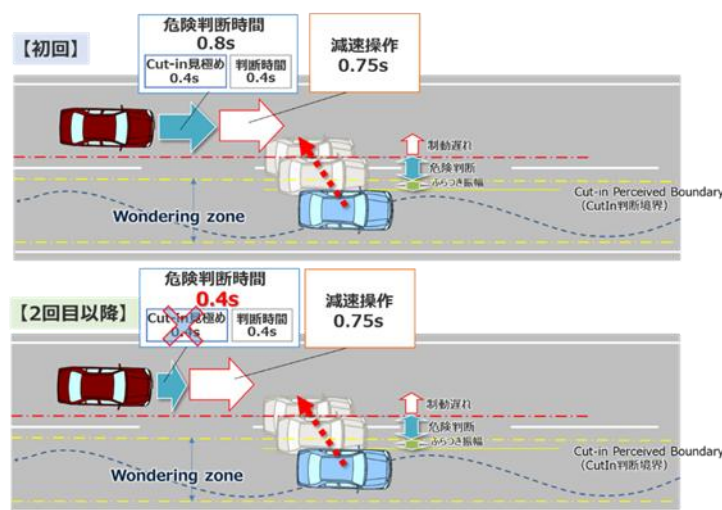 【初回】
危険判断時間
0.8s
Cut-in見極め
0.4s
判断時間
0.4s
減速操作
0.75s
制動遅れ
危険判断
ふらつき振幅
Cut-in Perceived Boundary
（CutIn判断境界）
Wondering zone
【2回目以降】
危険判断時間
0.4s
Cut-in見極め
0.4s
判断時間
0.4s
減速操作
0.75s
制動遅れ
危険判断
ふらつき振幅
Cut-in Perceived Boundary
（CutIn判断境界）
Wondering zone